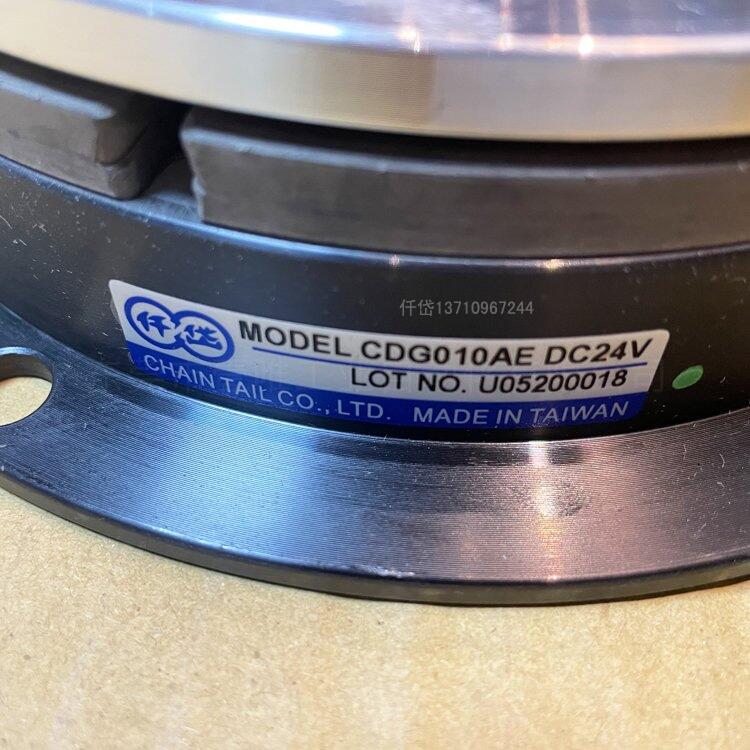 仟岱13710967244
仟岱
MODEL CDG010AE DC24V
LOT NO. U05200018
CHAIN TAIL CO., LTD. MADE IN TAIWAN